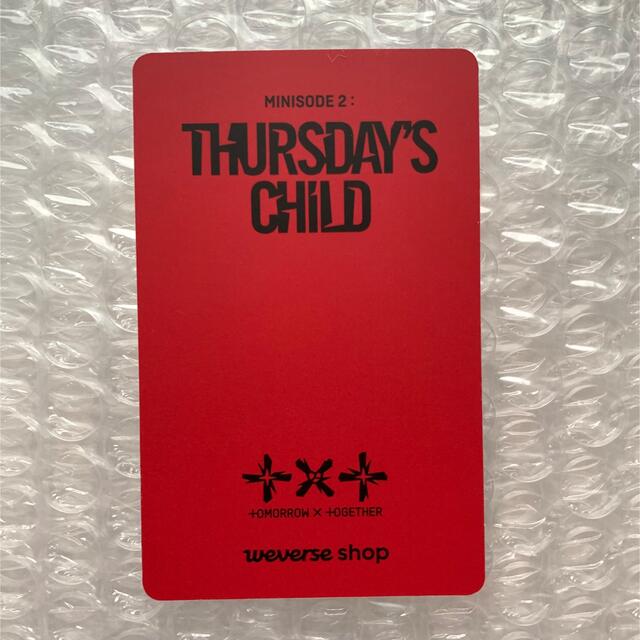 MINISODE 2:
THURSDAY'S
CHiLD
TOMORROW × TOGETHER
weverse shop